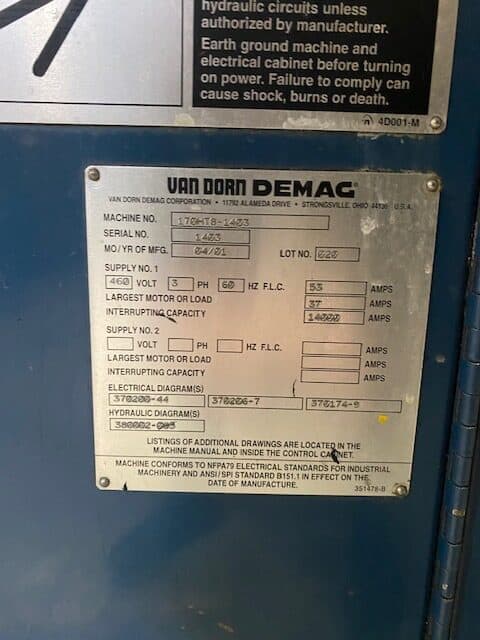 hydraulic circuits unless
authorized by manufacturer.
Earth ground machine and
electrical cabinet before turning
on power. Failure to comply can
cause shock, burns or death.
4D001-M
VAN DORN DEMAG
VAN DORN DEMAG CORPORATION • 11792 ALAMEDA DRIVE • STRONGSVILLE, OHIO 44136 U.S.A.
MACHINE NO. 170HT8-1403
SERIAL NO. 1403
MO/YR OF MFG. 04/01 LOT NO. 020
SUPPLY NO. 1
460 VOLT 3 PH 60 HZ F.L.C. 53 AMPS
LARGEST MOTOR OR LOAD 37 AMPS
INTERRUPTING CAPACITY 14000 AMPS
SUPPLY NO. 2
VOLT PH HZ F.L.C. AMPS
LARGEST MOTOR OR LOAD AMPS
INTERRUPTING CAPACITY AMPS
ELECTRICAL DIAGRAM(S)
370200-44 370206-7 370174-9
HYDRAULIC DIAGRAM(S)
380002-005
LISTINGS OF ADDITIONAL DRAWINGS ARE LOCATED IN THE
MACHINE MANUAL AND INSIDE THE CONTROL CABINET.
MACHINE CONFORMS TO NFPA79 ELECTRICAL STANDARDS FOR INDUSTRIAL
MACHINERY AND ANSI/SPI STANDARD B151.1 IN EFFECT ON THE
DATE OF MANUFACTURE.
351478-B